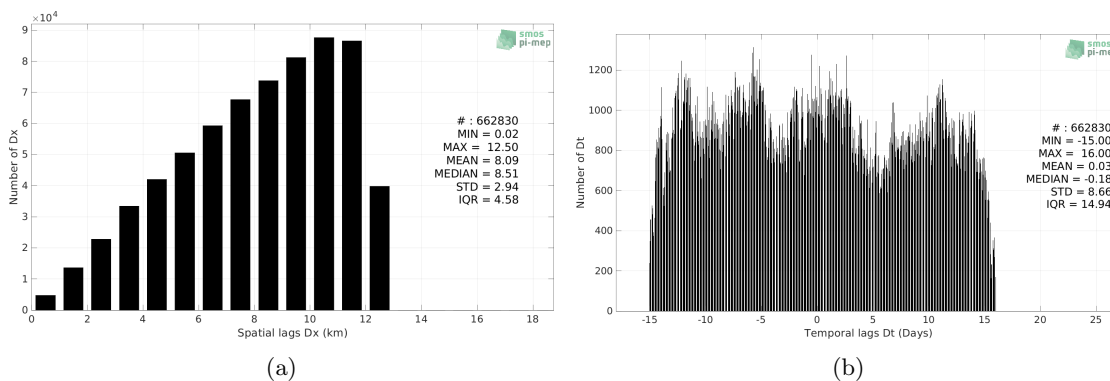 ×10⁴
9
8
7
6
5
4
3
2
1
0
Number of Dx
0 2 4 6 8 10 12 14 16 18
Spatial lags Dx (km)
smos
pi-mep
# : 662830
MIN = 0.02
MAX = 12.50
MEAN = 8.09
MEDIAN = 8.51
STD = 2.94
IQR = 4.58
(a)
1200
1000
800
600
400
200
0
Number of Dt
-15 -10 -5 0 5 10 15 20 25
Temporal lags Dt (Days)
smos
pi-me
# : 662830
MIN = -15.00
MAX = 16.00
MEAN = 0.03
MEDIAN = -0.18
STD = 8.66
IQR = 14.94
(b)